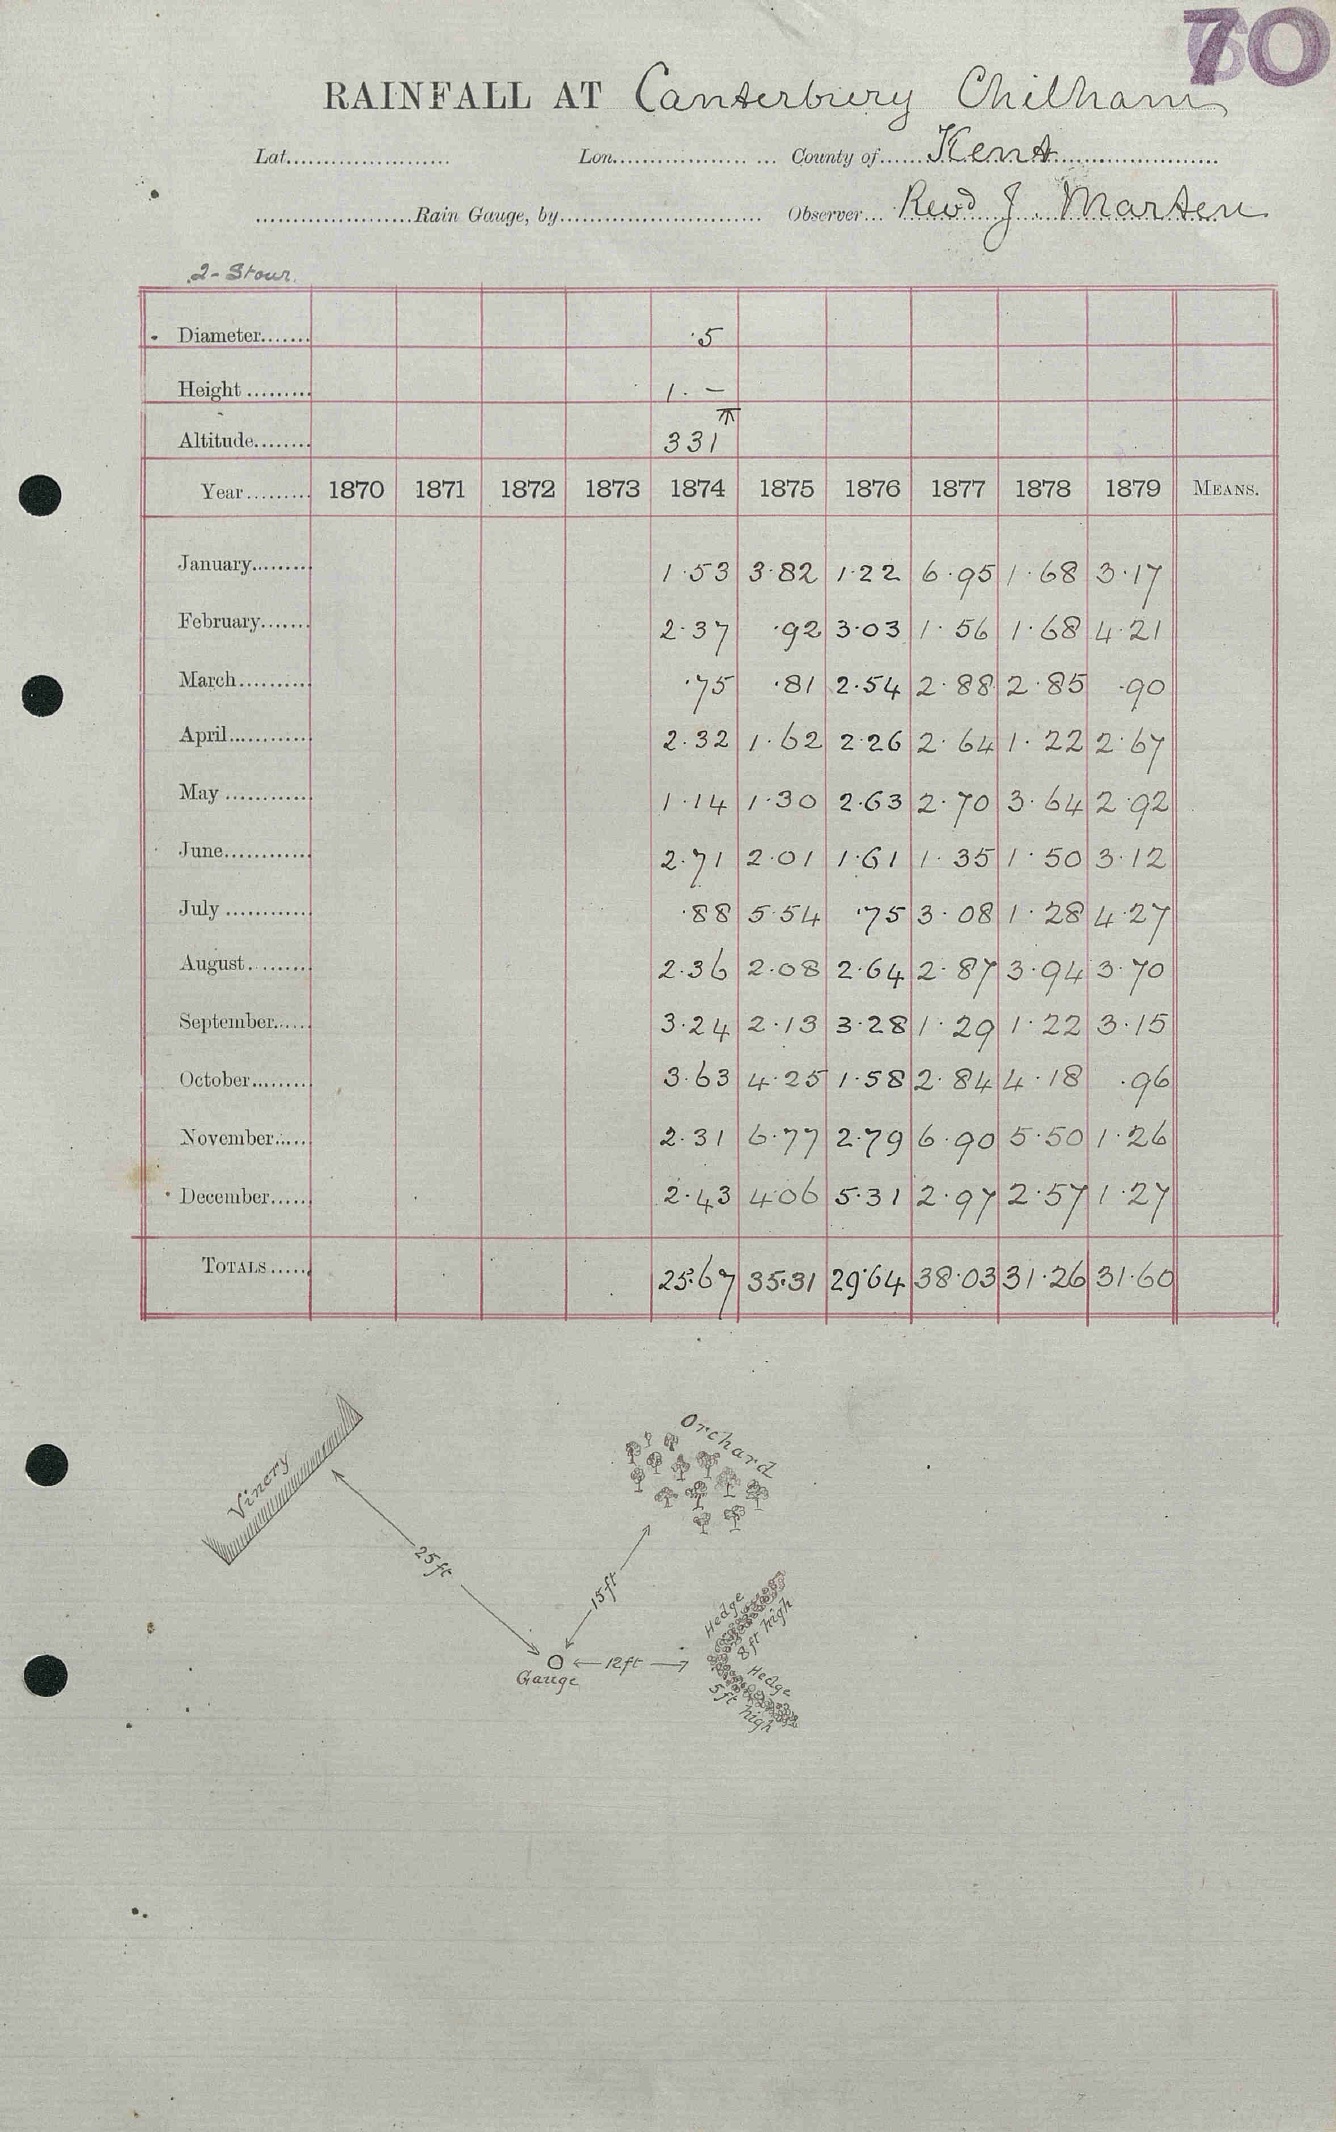 70
RAINFALL AT Canterbury Chilham
Lat...................... Lon.................. ... County of...... Kent
.....................Rain Gauge, by........................... Observer... Revd J. Marten
2- Stour.
Diameter....... ·5
Height ......... 1. –
Altitude........ 331
Year......... 1870 1871 1872 1873 1874 1875 1876 1877 1878 1879 MEANS.
January......... 1·53 3·82 1·22 6·95 1·68 3·17
February....... 2·37 ·92 3·03 1·56 1·68 4·21
March.......... ·75 ·81 2·54 2·88 2·85 ·90
April............ 2·32 1·62 2·26 2·64 1·22 2·67
May ............ 1·14 1·30 2·63 2·70 3·64 2·92
June............ 2·71 2·01 1·61 1·35 1·50 3·12
July ............ ·88 5·54 ·75 3·08 1·28 4·27
August......... 2·36 2·08 2·64 2·87 3·94 3·70
September...... 3·24 2·13 3·28 1·29 1·22 3·15
October......... 3·63 4·25 1·58 2·84 4·18 ·96
November...... 2·31 6·77 2·79 6·90 5·50 1·26
December...... 2·43 4·06 5·31 2·97 2·57 1·27
TOTALS...... 25·67 35·31 29·64 38·03 31·26 31·60
Orchard
Vinery
25ft
15ft
Hedge
8ft high
12ft
Gauge
Hedge
5ft high